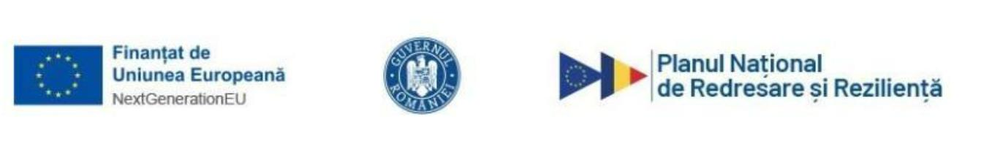 Finanțat de
Uniunea Europeană
NextGenerationEU
GUVERNUL
ROMÂNIEI
Planul Național
de Redresare și Reziliență